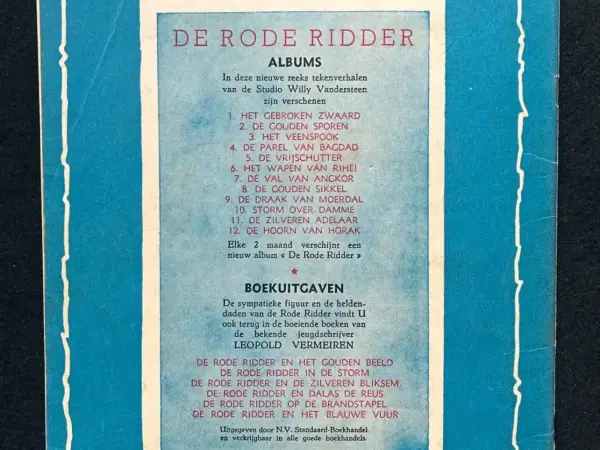 DE RODE RIDDER
ALBUMS
In deze nieuwe reeks tekenverhalen
van de Studio Willy Vandersteen
zijn verschenen
1. HET GEBROKEN ZWAARD
2. DE GOUDEN SPOREN
3. HET VEENSPOOK
4. DE PAREL VAN BAGDAD
5. DE VRIJSCHUTTER
6. HET WAPEN VAN RIHEI
7. DE VAL VAN ANGKOR
8. DE GOUDEN SIKKEL
9. DE DRAAK VAN MOERDAL
10. STORM OVER DAMME
11. DE ZILVEREN ADELAAR
12. DE HOORN VAN HORAK
Elke 2 maand verschijnt een
nieuw album « De Rode Ridder »
BOEKUITGAVEN
De sympatieke figuur en de helden-
daden van de Rode Ridder vindt U
ook terug in de boeiende boeken van
de bekende jeugdschrijver
LEOPOLD VERMEIREN
DE RODE RIDDER EN HET GOUDEN BEELD
DE RODE RIDDER IN DE STORM
DE RODE RIDDER EN DE ZILVEREN BLIKSEM
DE RODE RIDDER EN DALAS DE REUS
DE RODE RIDDER OP DE BRANDSTAPEL
DE RODE RIDDER EN HET BLAUWE VUUR
Uitgegeven door N.V. Standaard-Boekhandel
en verkrijgbaar in alle goede boekhandels.